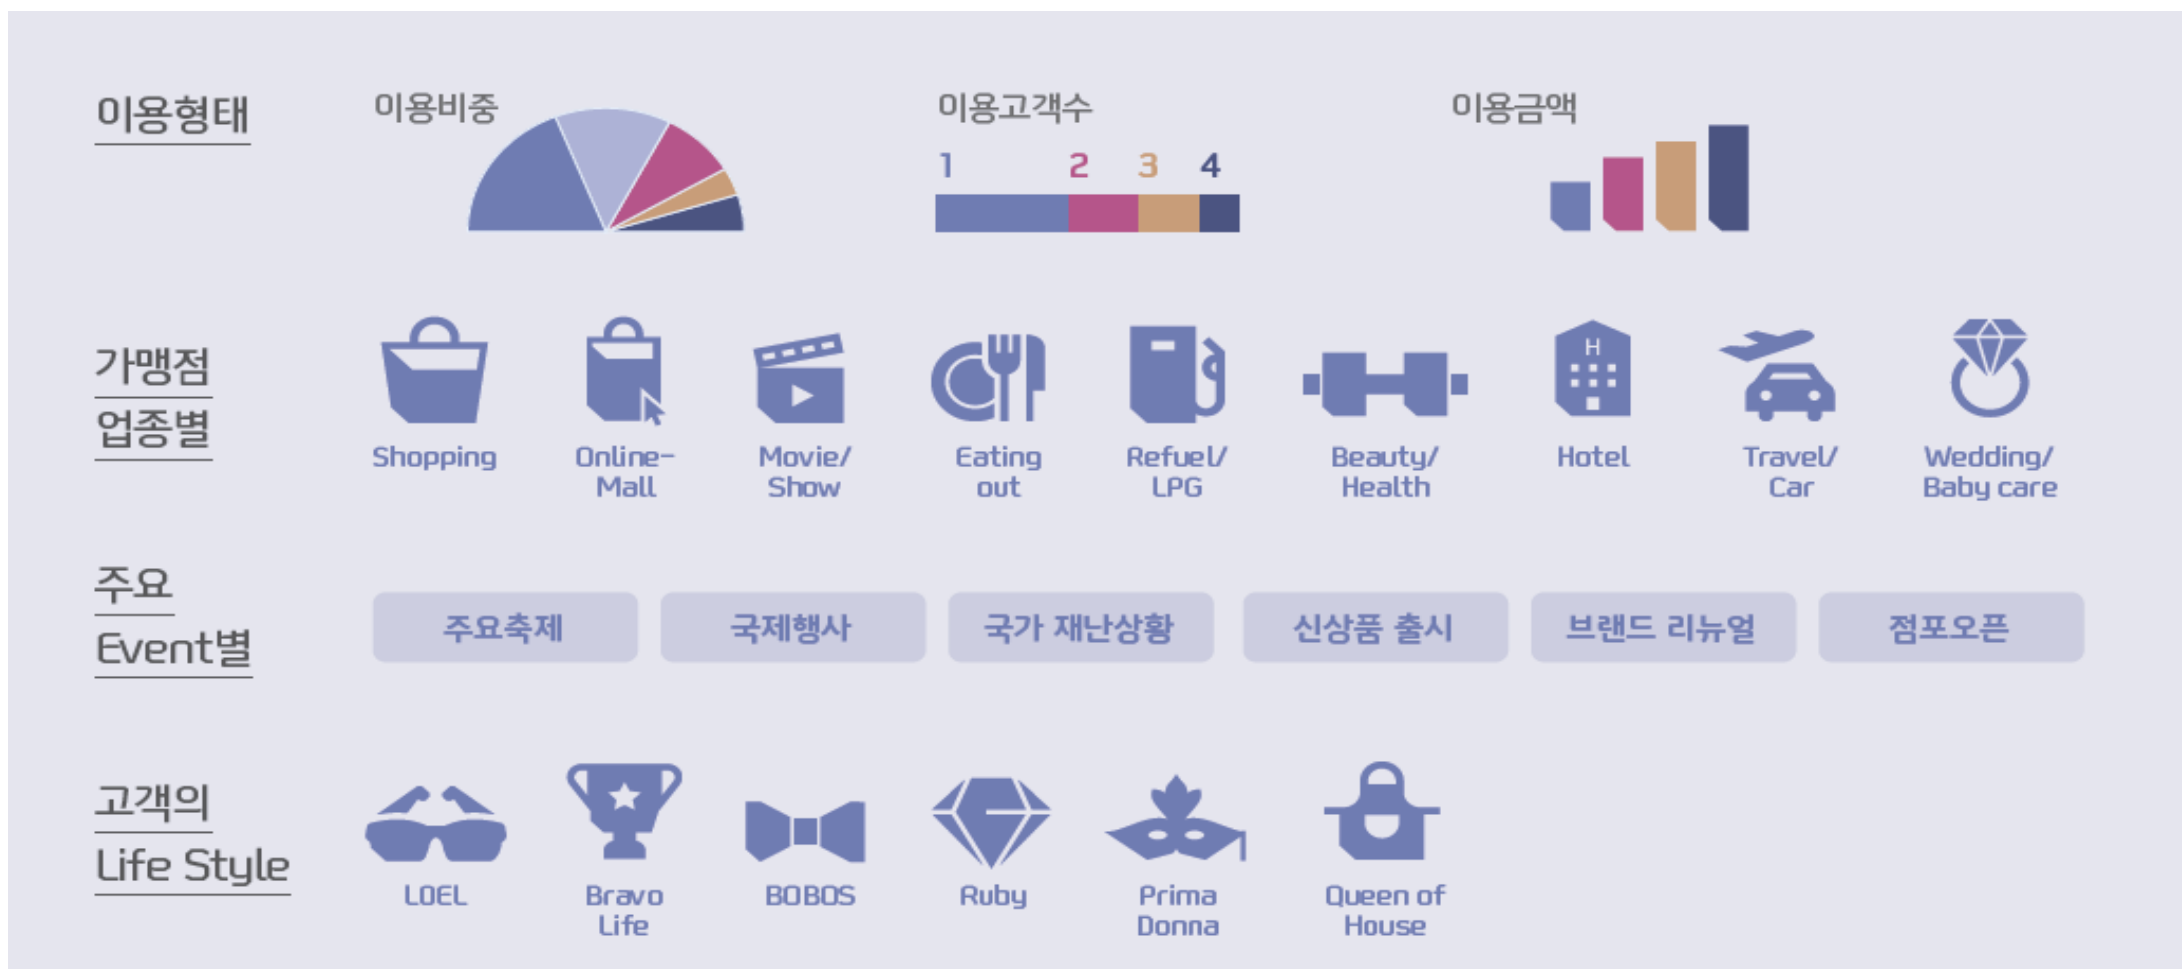 이용형태
이용비중
이용고객수
1 2 3 4
이용금액
가맹점
업종별
Shopping
Online-
Mall
Movie/
Show
Eating
out
Refuel/
LPG
Beauty/
Health
H
Hotel
Travel/
Car
Wedding/
Baby care
주요
Event별
주요축제
국제행사
국가 재난상황
신상품 출시
브랜드 리뉴얼
점포오픈
고객의
Life Style
LOEL
Bravo
Life
BOBOS
Ruby
Prima
Donna
Queen of
House